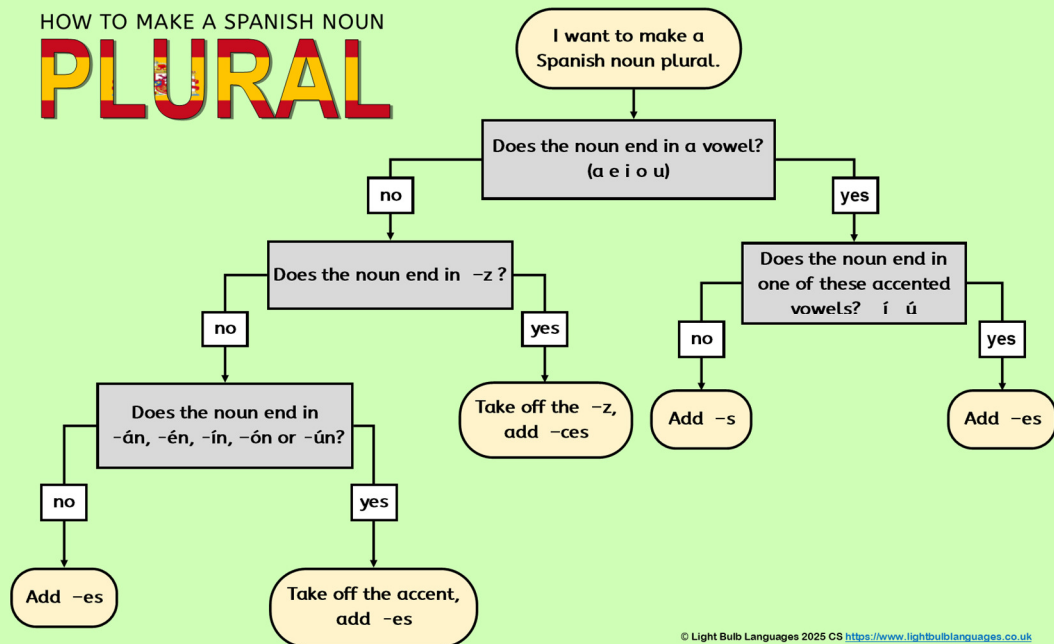 HOW TO MAKE A SPANISH NOUN
PLURAL
I want to make a
Spanish noun plural.
Does the noun end in a vowel?
(a e i o u)
no
yes
Does the noun end in –z ?
Does the noun end in
one of these accented
vowels? í ú
no
yes
no
yes
Does the noun end in
-án, -én, -ín, –ón or -ún?
Take off the –z,
add –ces
Add –s
Add –es
no
yes
Add –es
Take off the accent,
add -es
© Light Bulb Languages 2025 CS https://www.lightbulblanguages.co.uk